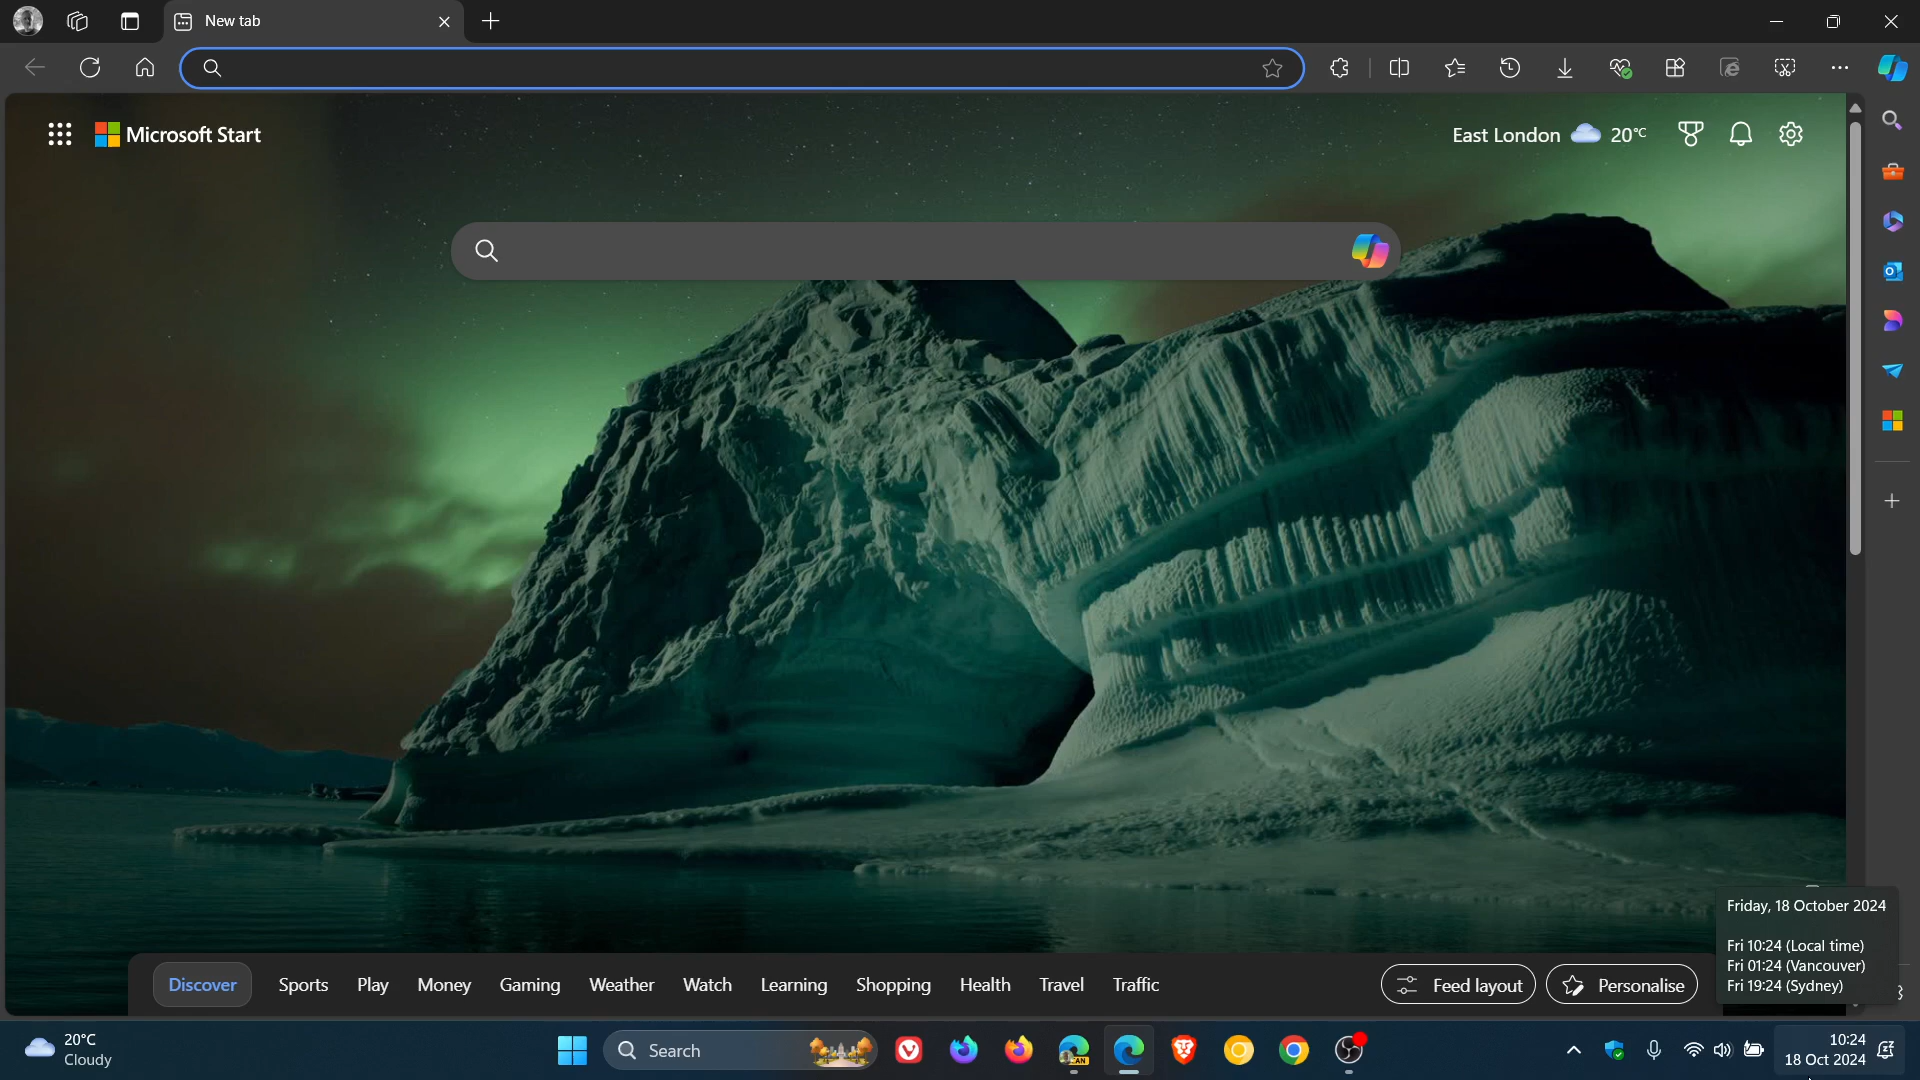 New tab
Microsoft Start
East London 20°C
Discover Sports Play Money Gaming Weather Watch Learning Shopping Health Travel Traffic
Feed layout Personalise
Friday, 18 October 2024
Fri 10:24 (Local time)
Fri 01:24 (Vancouver)
Fri 19:24 (Sydney)
20°C
Cloudy
Search
CAN
10:24
18 Oct 2024